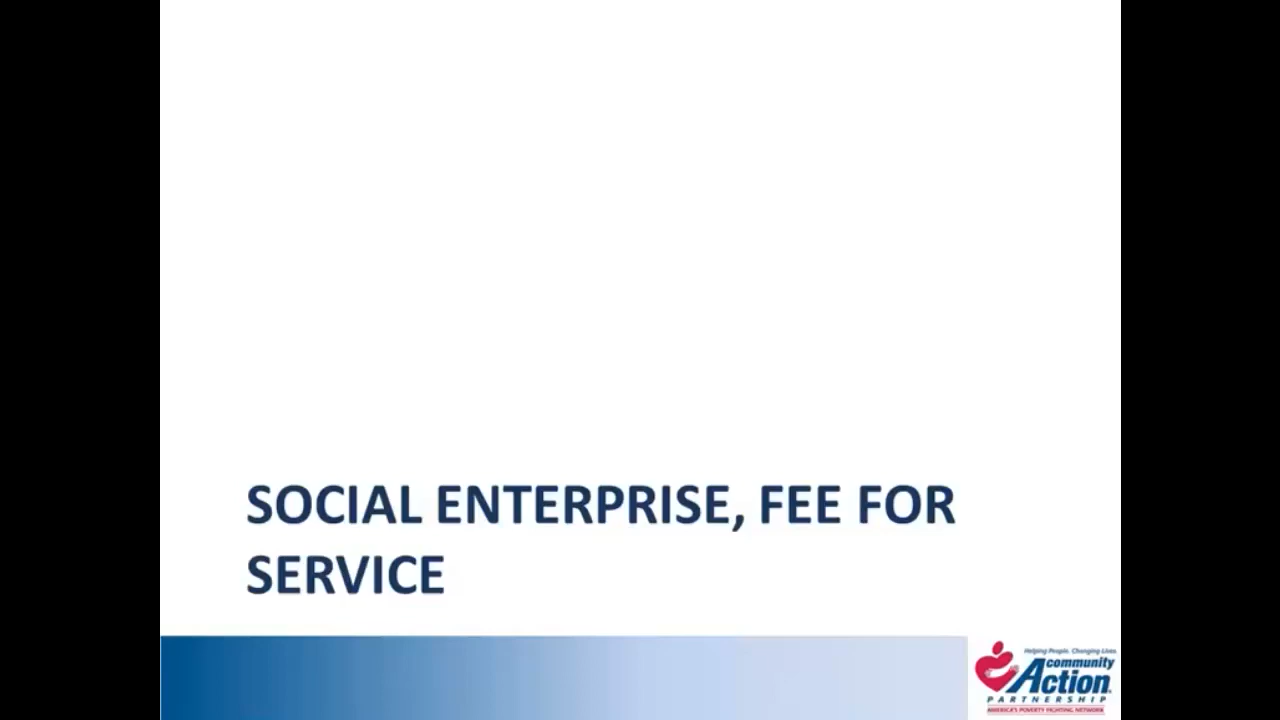 SOCIAL ENTERPRISE, FEE FOR
SERVICE
Helping People. Changing Lives.
community
Action
PARTNERSHIP
AMERICA'S POVERTY FIGHTING NETWORK